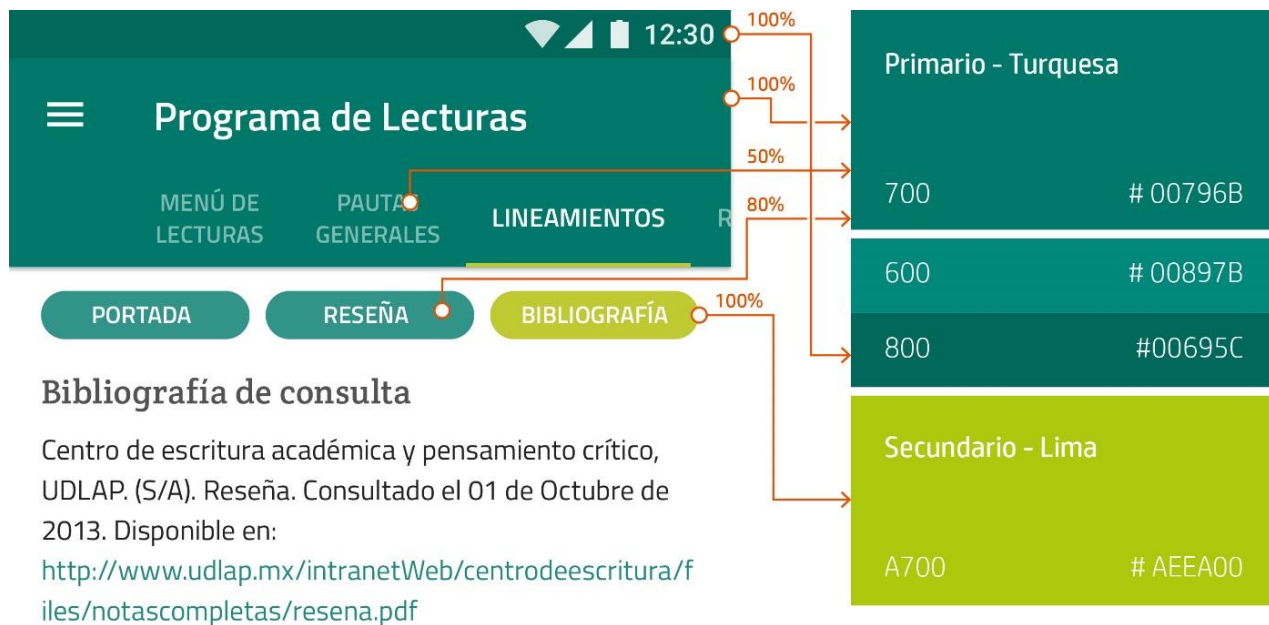 12:30
Programa de Lecturas
MENÚ DE
LECTURAS
PAUTAS
GENERALES
LINEAMIENTOS
R
PORTADA
RESEÑA
BIBLIOGRAFÍA
Bibliografía de consulta
Centro de escritura académica y pensamiento crítico,
UDLAP. (S/A). Reseña. Consultado el 01 de Octubre de
2013. Disponible en:
http://www.udlap.mx/intranetWeb/centrodeescritura/f
iles/notascompletas/resena.pdf
100%
100%
50%
80%
100%
Primario - Turquesa
700 # 00796B
600 # 00897B
800 #00695C
Secundario - Lima
A700 # AEEA00